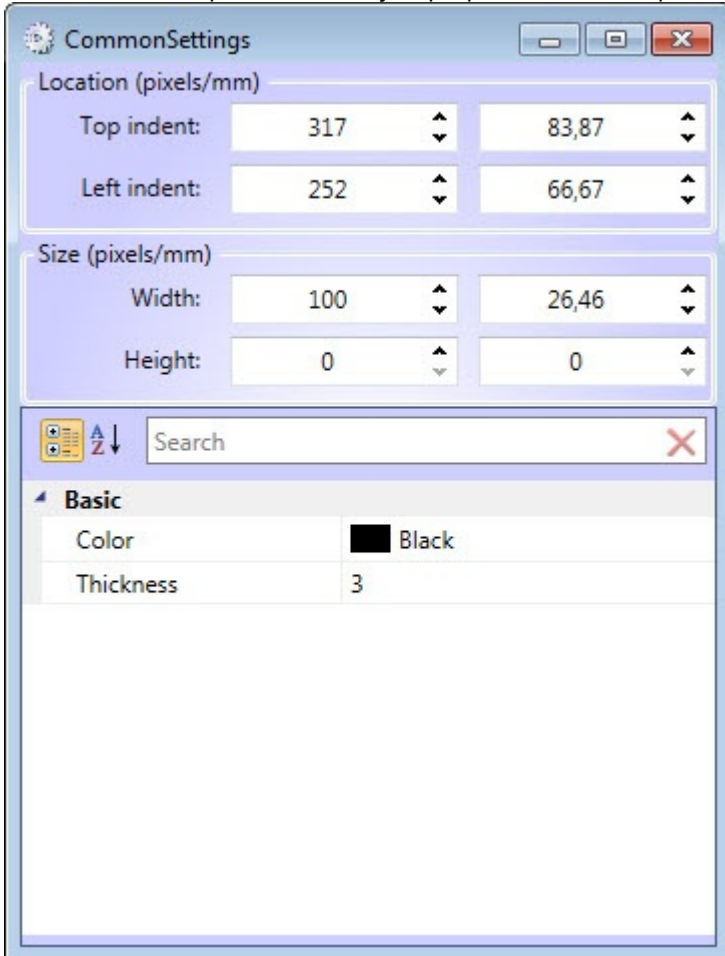 CommonSettings
Location (pixels/mm)
Top indent: 317 83,87
Left indent: 252 66,67
Size (pixels/mm)
Width: 100 26,46
Height: 0 0
A
Z Search
Basic
Color Black
Thickness 3